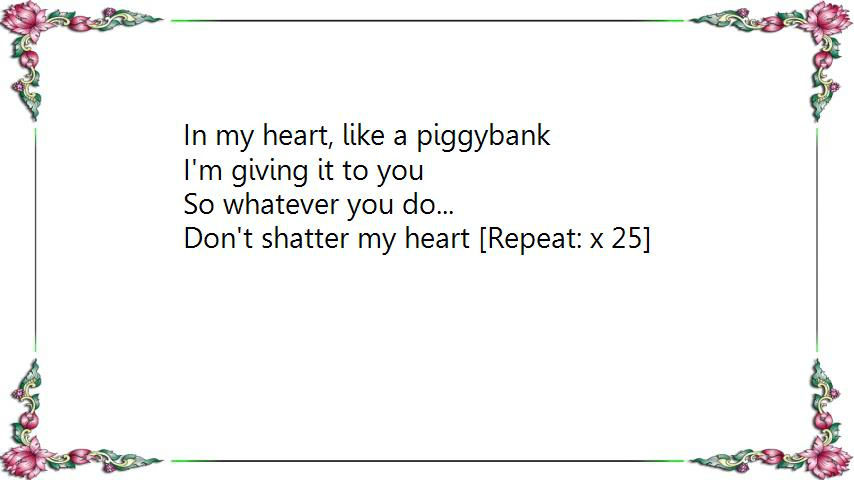 In my heart, like a piggybank
I'm giving it to you
So whatever you do...
Don't shatter my heart [Repeat: x 25]